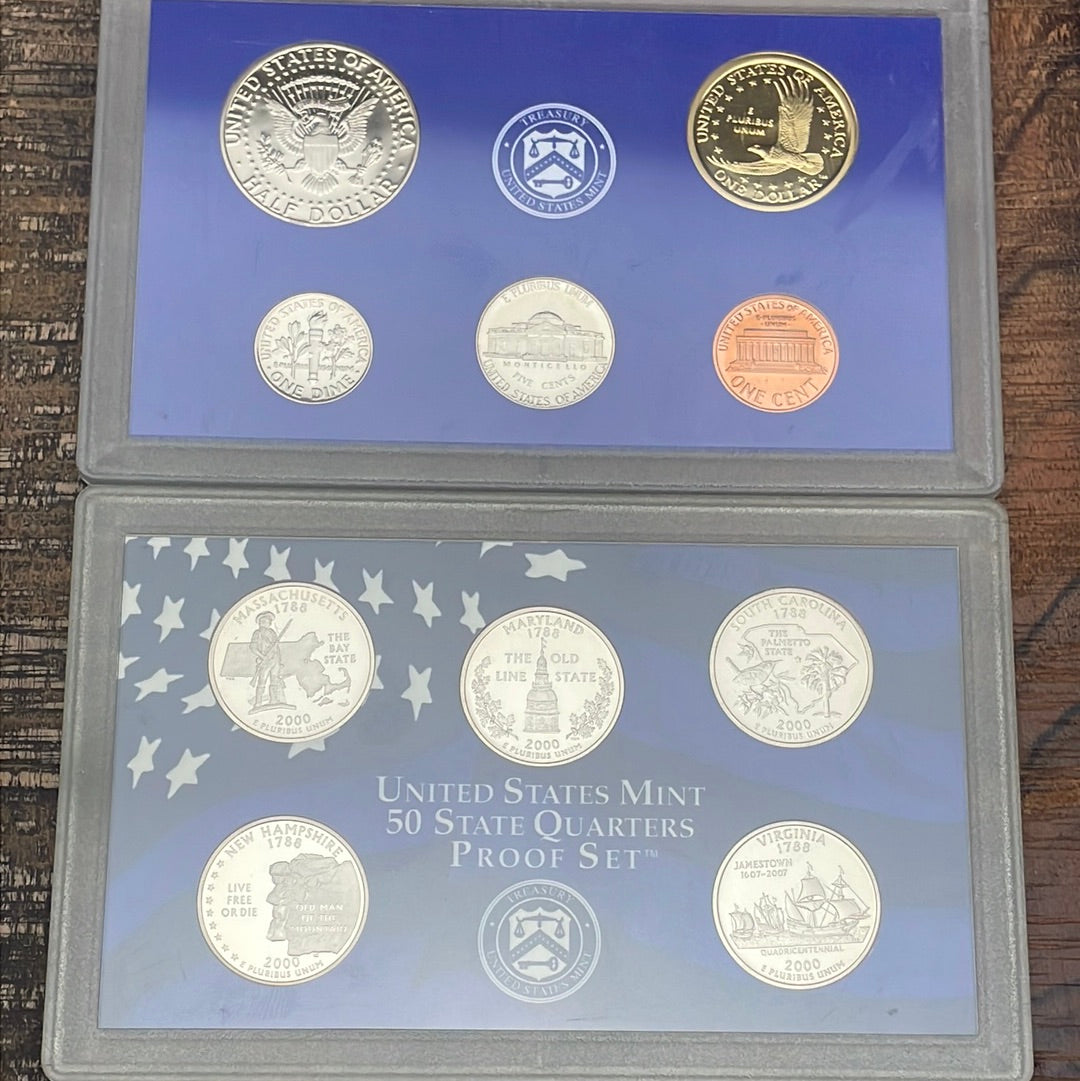 UNITED STATES OF AMERICA
HALF DOLLAR
TREASURY
UNITED STATES MINT
UNITED STATES OF AMERICA
E
PLURIBUS
UNUM
ONE DOLLAR
UNITED STATES OF AMERICA
ONE DIME
E PLURIBUS UNUM
MONTICELLO
FIVE CENTS
UNITED STATES OF AMERICA
UNITED STATES OF AMERICA
E·PLURIBUS
·UNUM·
ONE CENT
MASSACHUSETTS
1788
THE
BAY
STATE
2000
E PLURIBUS UNUM
MARYLAND
1788
THE OLD
LINE STATE
2000
E PLURIBUS UNUM
SOUTH CAROLINA
1788
THE
PALMETTO
STATE
2000
E PLURIBUS UNUM
UNITED STATES MINT
50 STATE QUARTERS
PROOF SET™
NEW HAMPSHIRE
1788
LIVE
FREE
OR DIE
OLD MAN
OF THE
MOUNTAIN
2000
E PLURIBUS UNUM
TREASURY
UNITED STATES MINT
VIRGINIA
1788
JAMESTOWN
1607-2007
QUADRICENTENNIAL
2000
E PLURIBUS UNUM